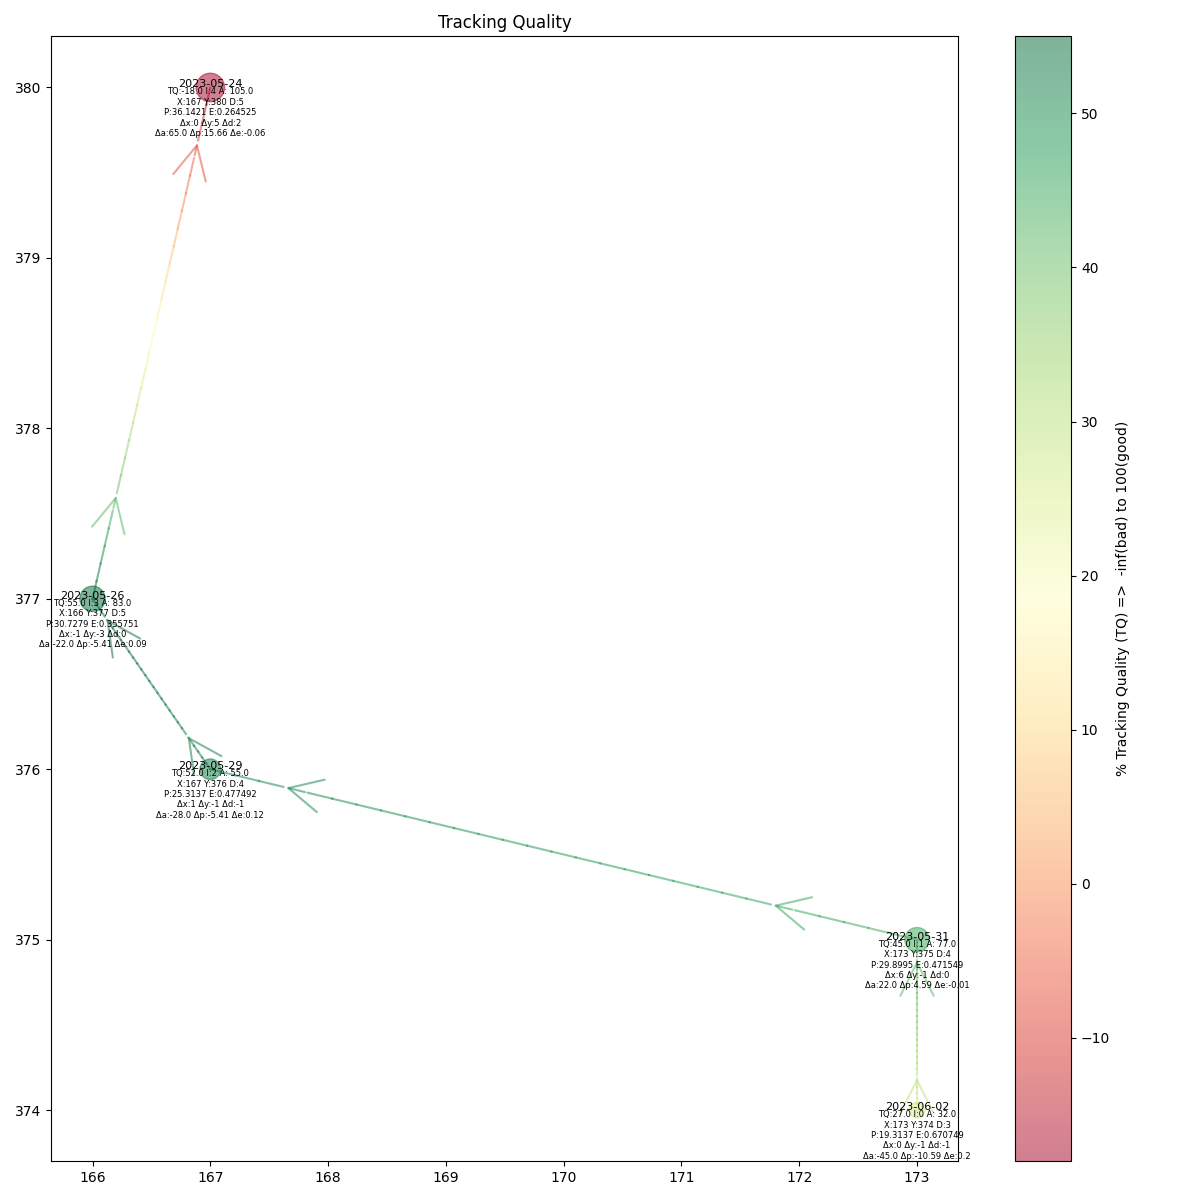 Tracking Quality
380
379
378
377
376
375
374
2023-05-24
TQ:-18.0 I:4 A: 105.0
X:167 Y:380 D:5
P:36.1421 E:0.264525
Δx:0 Δy:5 Δd:2
Δa:65.0 Δp:15.66 Δe:-0.06
2023-05-26
TQ:55.0 I:3 A: 83.0
X:166 Y:377 D:5
P:30.7279 E:0.355751
Δx:-1 Δy:-3 Δd:0
Δa:-22.0 Δp:-5.41 Δe:0.09
2023-05-29
TQ:52.0 I:2 A: 55.0
X:167 Y:376 D:4
P:25.3137 E:0.477492
Δx:1 Δy:-1 Δd:-1
Δa:-28.0 Δp:-5.41 Δe:0.12
2023-05-31
TQ:45.0 I:1 A: 77.0
X:173 Y:375 D:4
P:29.8995 E:0.471549
Δx:6 Δy:-1 Δd:0
Δa:22.0 Δp:4.59 Δe:-0.01
2023-06-02
TQ:27.0 I:0 A: 32.0
X:173 Y:374 D:3
P:19.3137 E:0.670749
Δx:0 Δy:-1 Δd:-1
Δa:-45.0 Δp:-10.59 Δe:0.2
166 167 168 169 170 171 172 173
50
40
30
20
10
0
−10
% Tracking Quality (TQ) => -inf(bad) to 100(good)